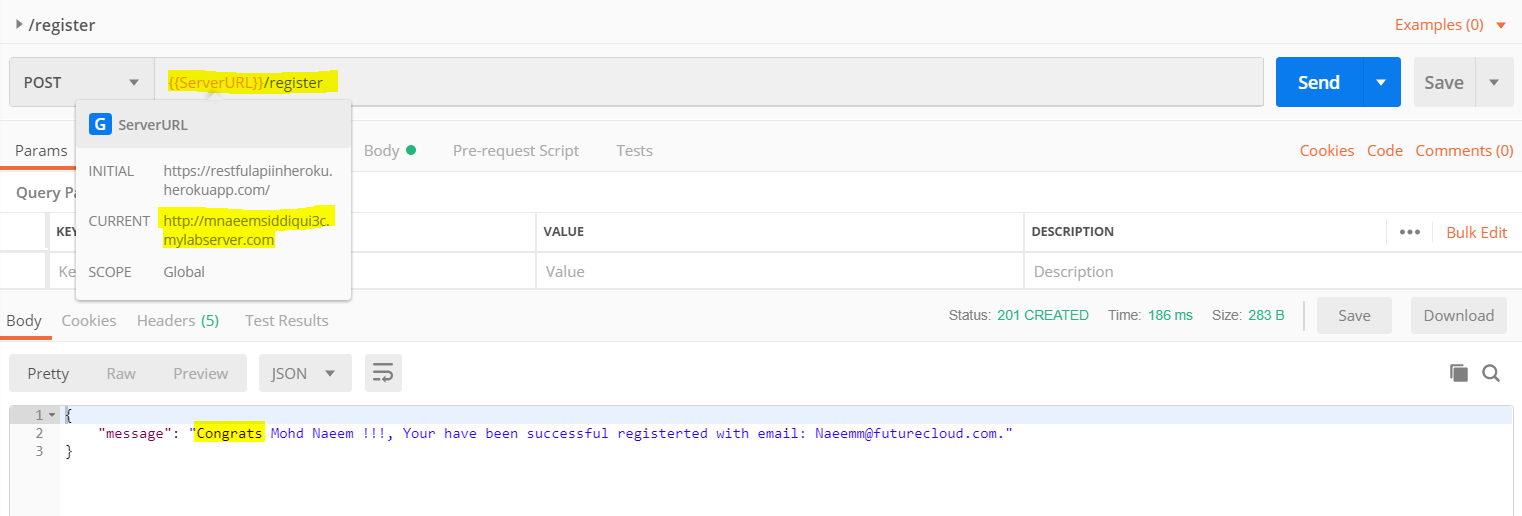 /register
Examples (0)
POST
{{ServerURL}}/register
Send
Save
G ServerURL
INITIAL https://restfulapiinheroku.
herokuapp.com/
CURRENT http://mnaeemsiddiqui3c.
mylabserver.com
SCOPE Global
Params
Body
Pre-request Script
Tests
Cookies Code Comments (0)
Query Pa
KEY
VALUE
DESCRIPTION
Bulk Edit
Ke
Value
Description
Body Cookies Headers (5) Test Results
Status: 201 CREATED Time: 186 ms Size: 283 B
Save
Download
Pretty Raw Preview
JSON
1 {
2 "message": "Congrats Mohd Naeem !!!, Your have been successful registerted with email: Naeemm@futurecloud.com."
3 }